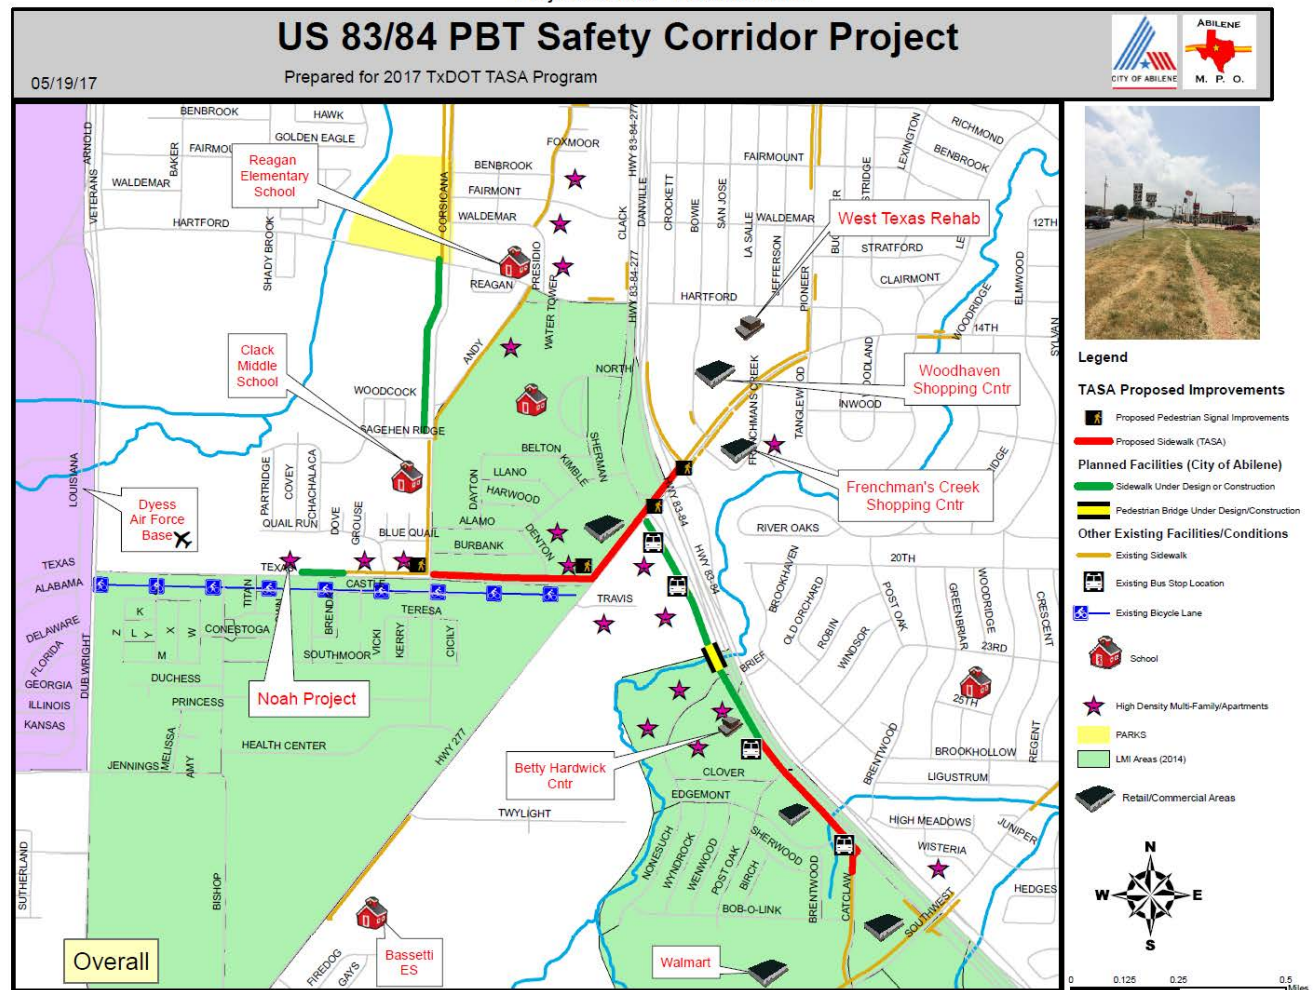 US 83/84 PBT Safety Corridor Project
05/19/17
Prepared for 2017 TxDOT TASA Program
CITY OF ABILENE
ABILENE
M. P. O.
BENBROOK
HAWK
GOLDEN EAGLE
FAIRMOU
BAKER
WALDEMAR
VETERANS
ARNOLD
HARTFORD
SHADY BROOK
Reagan
Elementary
School
CORSICANA
FOXMOOR
BENBROOK
FAIRMONT
WALDEMAR
REAGAN
PRESIDIO
WATER TOWER
CLACK
HWY 83-84-277
DANVILLE
HWY 83-84-277
CROCKETT
BOWIE
SAN JOSE
FAIRMOUNT
LA SALLE
WALDEMAR
JEFFERSON
PIONEER
HARTFORD
West Texas Rehab
LEXINGTON
RICHMOND
BENBROOK
12TH
STRATFORD
CLAIRMONT
ELMWOOD
WOODRIDGE
14TH
SYLVAN
Clack
Middle
School
WOODCOCK
SAGEHEN RIDGE
ANDY
NORTH
Woodhaven
Shopping Cntr
TANGLEWOOD
INWOOD
Frenchman's Creek
Shopping Cntr
LOUISIANA
PARTRIDGE
COVEY
CHACHALACA
DOVE
GROUSE
QUAIL RUN
BLUE QUAIL
BELTON
LLANO
KIMBLE
SHERMAN
HARWOOD
DAYTON
ALAMO
BURBANK
DENTON
Dyess
Air Force
Base
RIVER OAKS
HWY 83-84
20TH
TEXAS
ALABAMA
DELAWARE
FLORIDA
GEORGIA
ILLINOIS
KANSAS
DUB WRIGHT
TITAN
CASTLE
K
Z
L
Y
X
W
M
CONESTOGA
TERESA
VICKI
KERRY
CICILY
SOUTHMOOR
TRAVIS
BROOKHAVEN
OLD ORCHARD
ROBIN
WINDSOR
POST OAK
GREENBRIAR
WOODRIDGE
CRESCENT
23RD
25TH
BRIEF
DUCHESS
PRINCESS
Noah Project
MELISSA
AMY
JENNINGS
HEALTH CENTER
HWY 277
Betty Hardwick
Cntr
CLOVER
EDGEMONT
TWYLIGHT
BRENTWOOD
BROOKHOLLOW
REGENT
LIGUSTRUM
HIGH MEADOWS
JUNIPER
WISTERIA
HEDGES
NONESUCH
WYNDROCK
WENWOOD
POST OAK
BIRCH
SHERWOOD
BRENTWOOD
CATCLAW
BOB-O-LINK
SOUTHWEST
SUTHERLAND
BISHOP
FIREDOG
GAYS
Bassetti
ES
Walmart
Overall
Legend
TASA Proposed Improvements
Proposed Pedestrian Signal Improvements
Proposed Sidewalk (TASA)
Planned Facilities (City of Abilene)
Sidewalk Under Design or Construction
Pedestrian Bridge Under Design/Construction
Other Existing Facilities/Conditions
Existing Sidewalk
Existing Bus Stop Location
Existing Bicycle Lane
School
High Density Multi-Family/Apartments
PARKS
LMI Areas (2014)
Retail/Commercial Areas
N
W
E
S
0 0.125 0.25 0.5
Miles